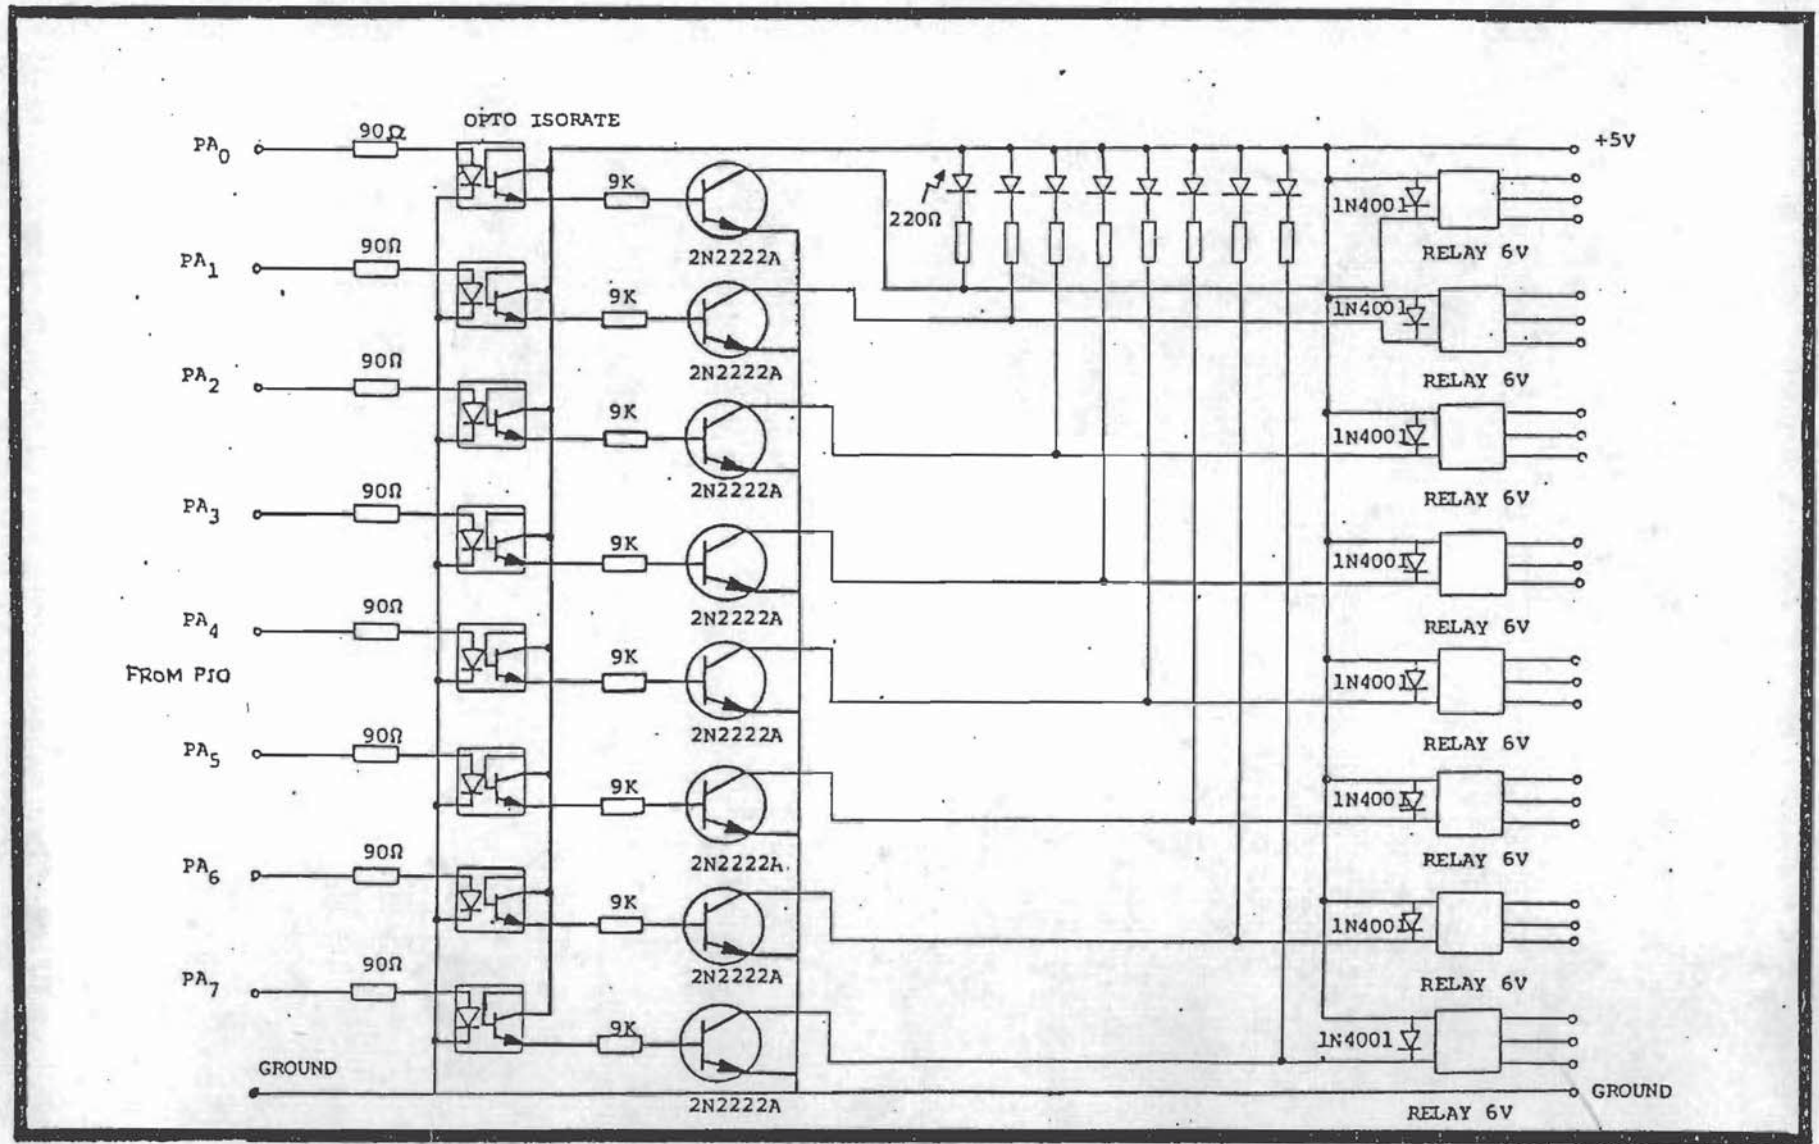 OPTO ISORATE
PA0
90Ω
9K
2N2222A
220Ω
+5V
1N4001
RELAY 6V
PA1
90Ω
9K
2N2222A
1N4001
RELAY 6V
PA2
90Ω
9K
2N2222A
1N4001
RELAY 6V
PA3
90Ω
9K
2N2222A
1N4001
RELAY 6V
PA4
90Ω
9K
2N2222A
1N4001
RELAY 6V
FROM PIO
PA5
90Ω
9K
2N2222A
1N4001
RELAY 6V
PA6
90Ω
9K
2N2222A
1N4001
RELAY 6V
PA7
90Ω
9K
2N2222A
1N4001
RELAY 6V
GROUND
GROUND